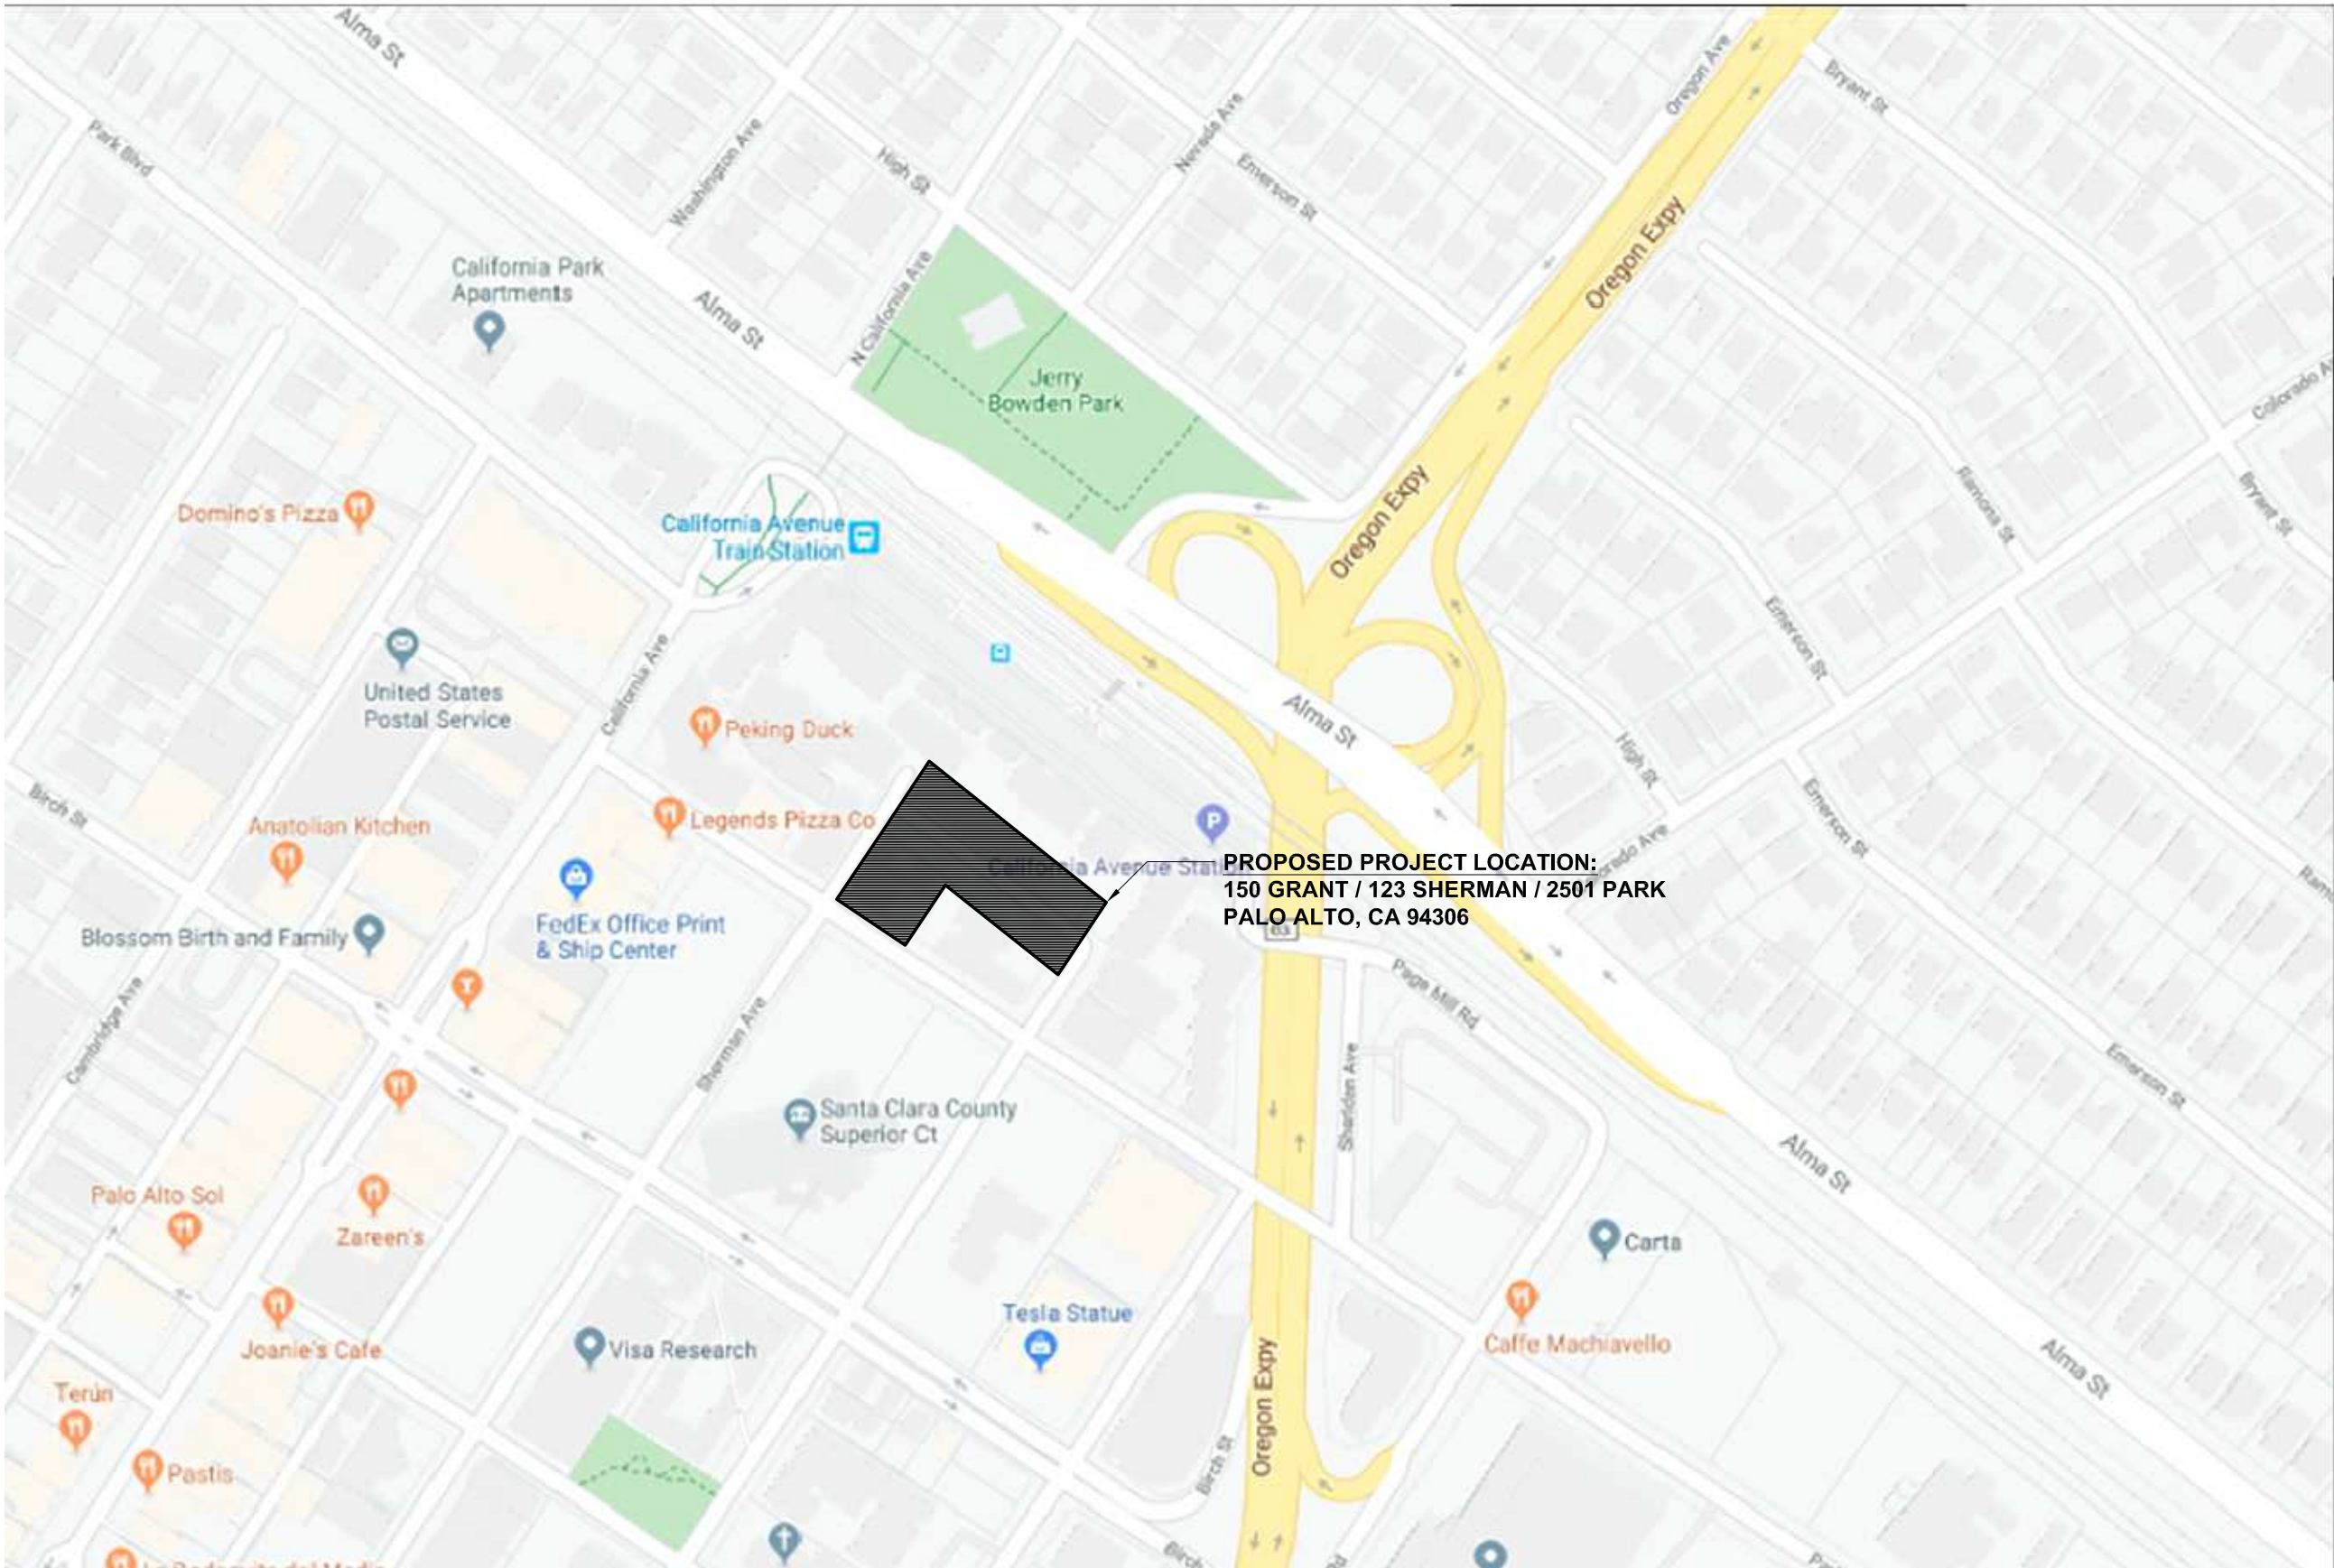 Alma St
Oregon Ave
Bryant St
Park Blvd
Washington Ave
High St
Nevada Ave
Emerson St
Oregon Expy
California Park
Apartments
Alma St
N California Ave
Jerry
Bowden Park
Colorado
Domino's Pizza
California Avenue
Train Station
Oregon Expy
Ramona St
Bryant St
United States
Postal Service
California Ave
Peking Duck
Alma St
Emerson St
High St
Birch St
Anatolian Kitchen
Legends Pizza Co
P
California Avenue Station
PROPOSED PROJECT LOCATION:
150 GRANT / 123 SHERMAN / 2501 PARK
PALO ALTO, CA 94306
Ave
Emerson St
Blossom Birth and Family
FedEx Office Print
& Ship Center
Page Mill Rd
Cambridge Ave
Sherman Ave
Sheridan Ave
Emerson St
Santa Clara County
Superior Ct
Alma St
Palo Alto Sol
Zareen's
Carta
Joanie's Cafe
Visa Research
Tesla Statue
Caffe Machiavello
Alma St
Terún
Oregon Expy
Birch St
Pastis
Birch